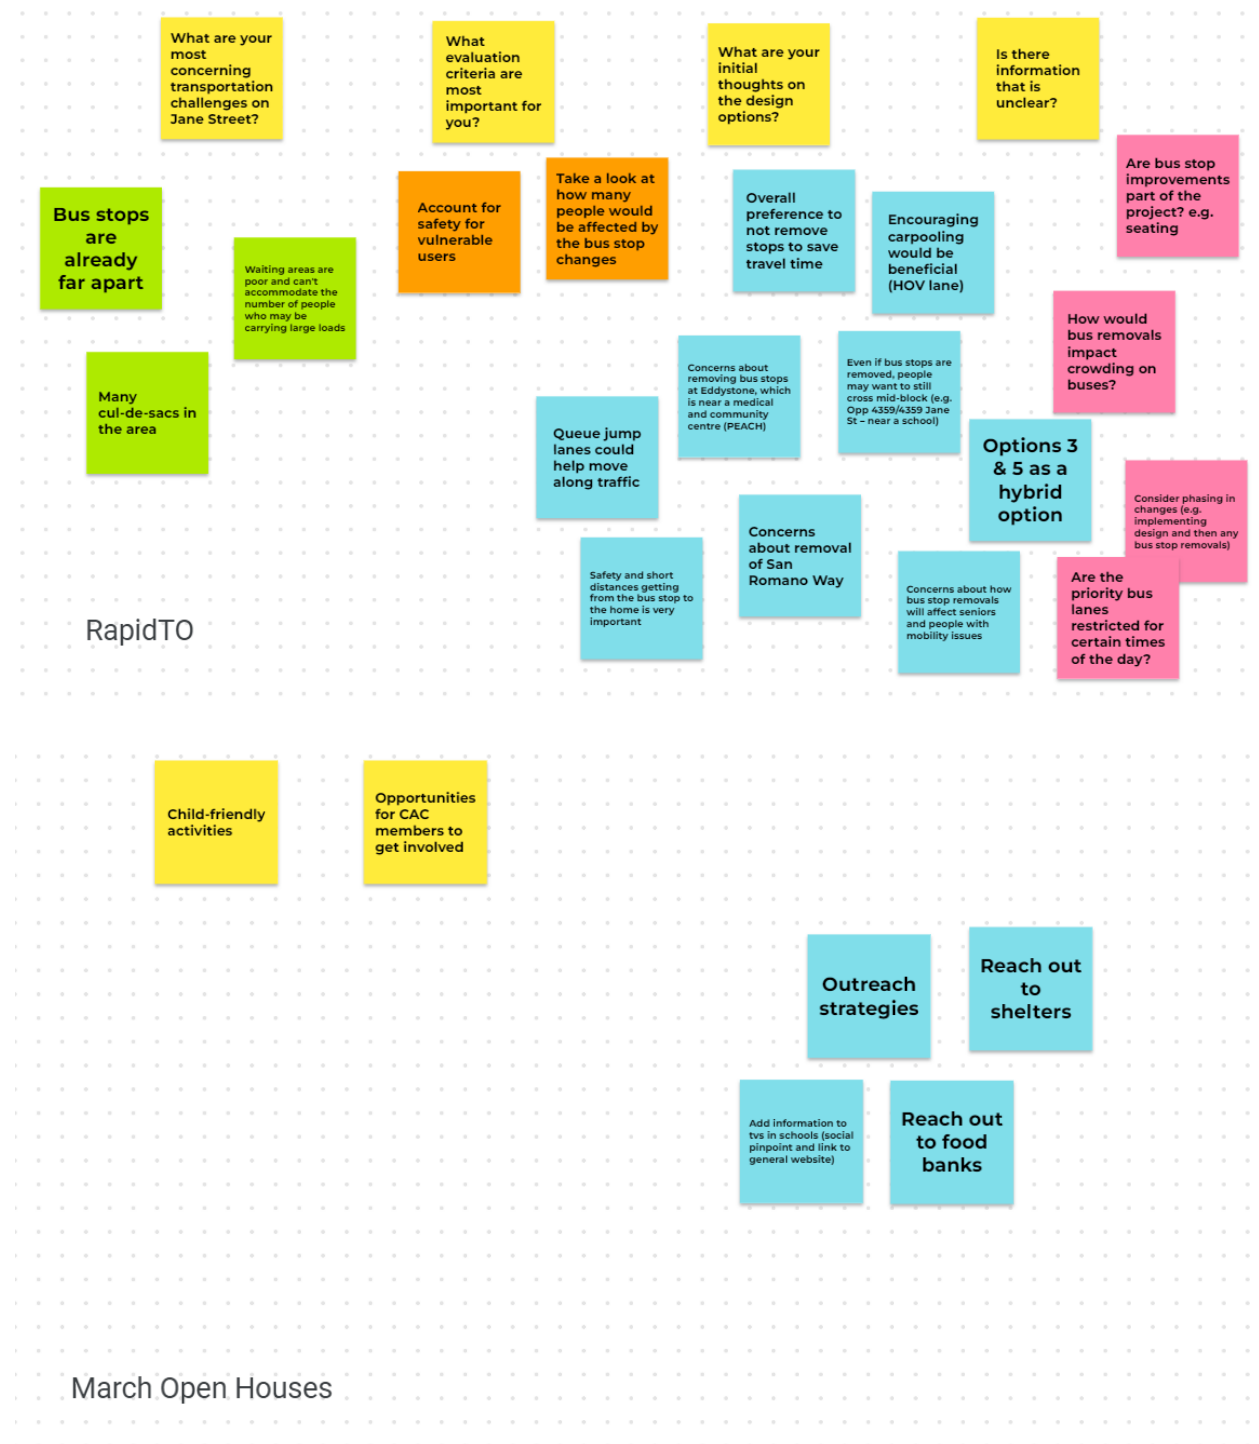 What are your
most
concerning
transportation
challenges on
Jane Street?
What
evaluation
criteria are
most
important for
you?
What are your
initial
thoughts on
the design
options?
Is there
information
that is
unclear?
Bus stops
are
already
far apart
Waiting areas are
poor and can't
accommodate the
number of people
who may be
carrying large loads
Many
cul-de-sacs in
the area
Account for
safety for
vulnerable
users
Take a look at
how many
people would
be affected by
the bus stop
changes
Overall
preference to
not remove
stops to save
travel time
Encouraging
carpooling
would be
beneficial
(HOV lane)
Concerns about
removing bus stops
at Eddystone, which
is near a medical
and community
centre (PEACH)
Even if bus stops are
removed, people
may want to still
cross mid-block (e.g.
Opp 4359/4359 Jane
St – near a school)
Queue jump
lanes could
help move
along traffic
Options 3
& 5 as a
hybrid
option
Concerns
about removal
of San
Romano Way
Safety and short
distances getting
from the bus stop to
the home is very
important
Concerns about how
bus stop removals
will affect seniors
and people with
mobility issues
Are bus stop
improvements
part of the
project? e.g.
seating
How would
bus removals
impact
crowding on
buses?
Consider phasing in
changes (e.g.
implementing
design and then any
bus stop removals)
Are the
priority bus
lanes
restricted for
certain times
of the day?
RapidTO
Child-friendly
activities
Opportunities
for CAC
members to
get involved
Outreach
strategies
Reach out
to
shelters
Add information to
tvs in schools (social
pinpoint and link to
general website)
Reach out
to food
banks
March Open Houses